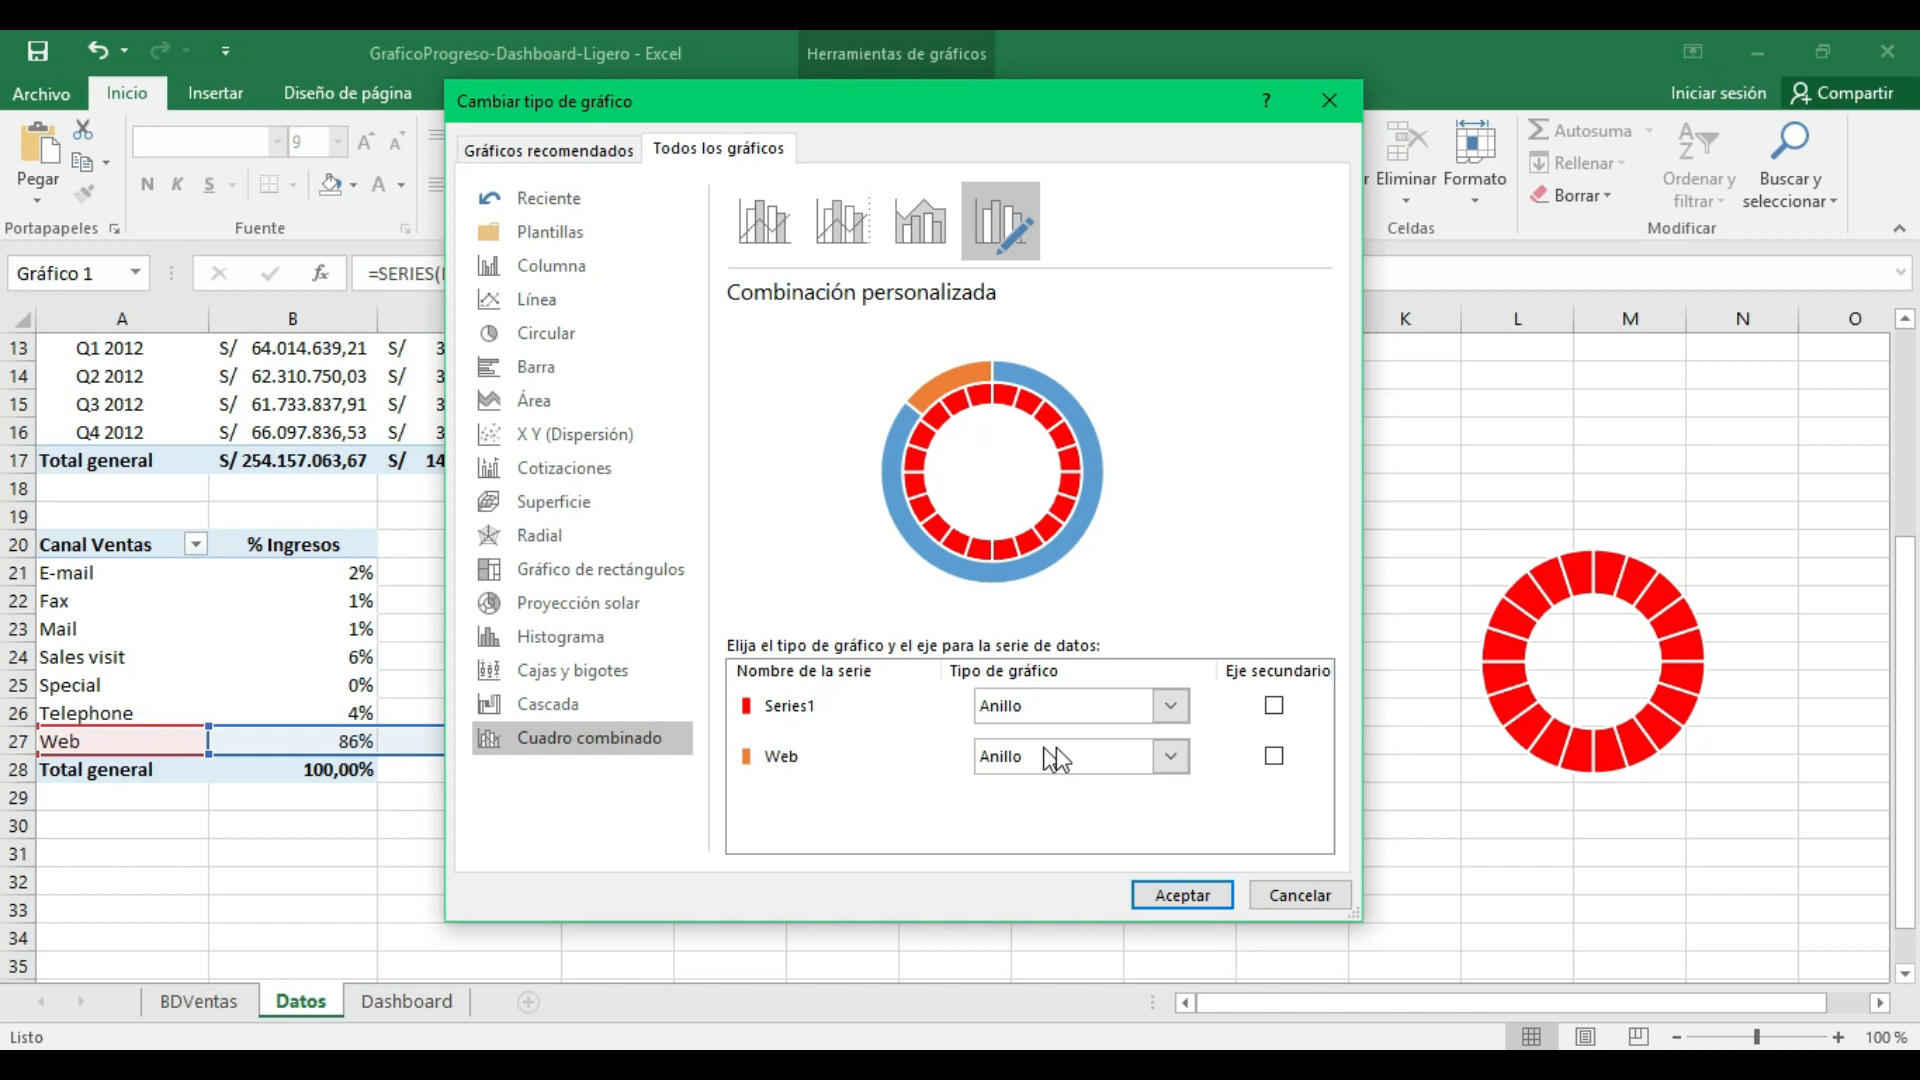 GraficoProgreso-Dashboard-Ligero - Excel
Herramientas de gráficos
Archivo
Inicio
Insertar
Diseño de página
Iniciar sesión
Compartir
Pegar
9
N K S
A
Portapapeles
Fuente
Eliminar
Formato
Celdas
Autosuma
Rellenar
Borrar
Ordenar y
filtrar
Buscar y
seleccionar
Modificar
Gráfico 1
fx
=SERIES(
Cambiar tipo de gráfico
?
Gráficos recomendados
Todos los gráficos
Reciente
Plantillas
Columna
Línea
Circular
Barra
Área
X Y (Dispersión)
Cotizaciones
Superficie
Radial
Gráfico de rectángulos
Proyección solar
Histograma
Cajas y bigotes
Cascada
Cuadro combinado
Combinación personalizada
Elija el tipo de gráfico y el eje para la serie de datos:
Nombre de la serie Tipo de gráfico Eje secundario
Series1 Anillo
Web Anillo
Aceptar
Cancelar
A B K L M N O
13 Q1 2012 S/ 64.014.639,21 S/ 3
14 Q2 2012 S/ 62.310.750,03 S/ 3
15 Q3 2012 S/ 61.733.837,91 S/ 3
16 Q4 2012 S/ 66.097.836,53 S/ 3
17 Total general S/ 254.157.063,67 S/ 14
18
19
20 Canal Ventas % Ingresos
21 E-mail 2%
22 Fax 1%
23 Mail 1%
24 Sales visit 6%
25 Special 0%
26 Telephone 4%
27 Web 86%
28 Total general 100,00%
29
30
31
32
33
34
35
BDVentas
Datos
Dashboard
Listo
100 %